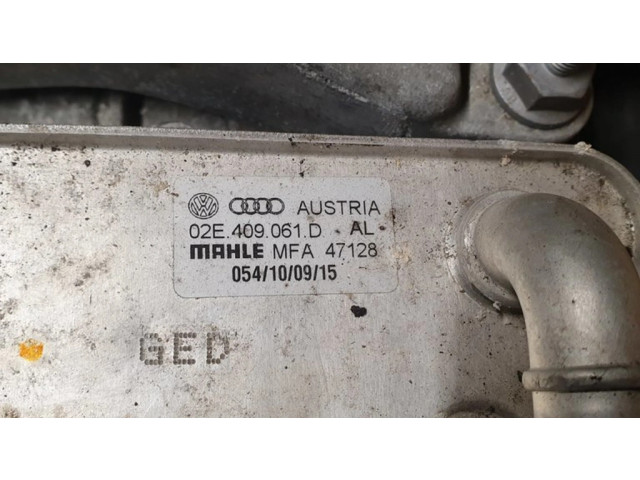 AUSTRIA
02E.409.061.D AL
MAHLE MFA 47128
054/10/09/15
GED